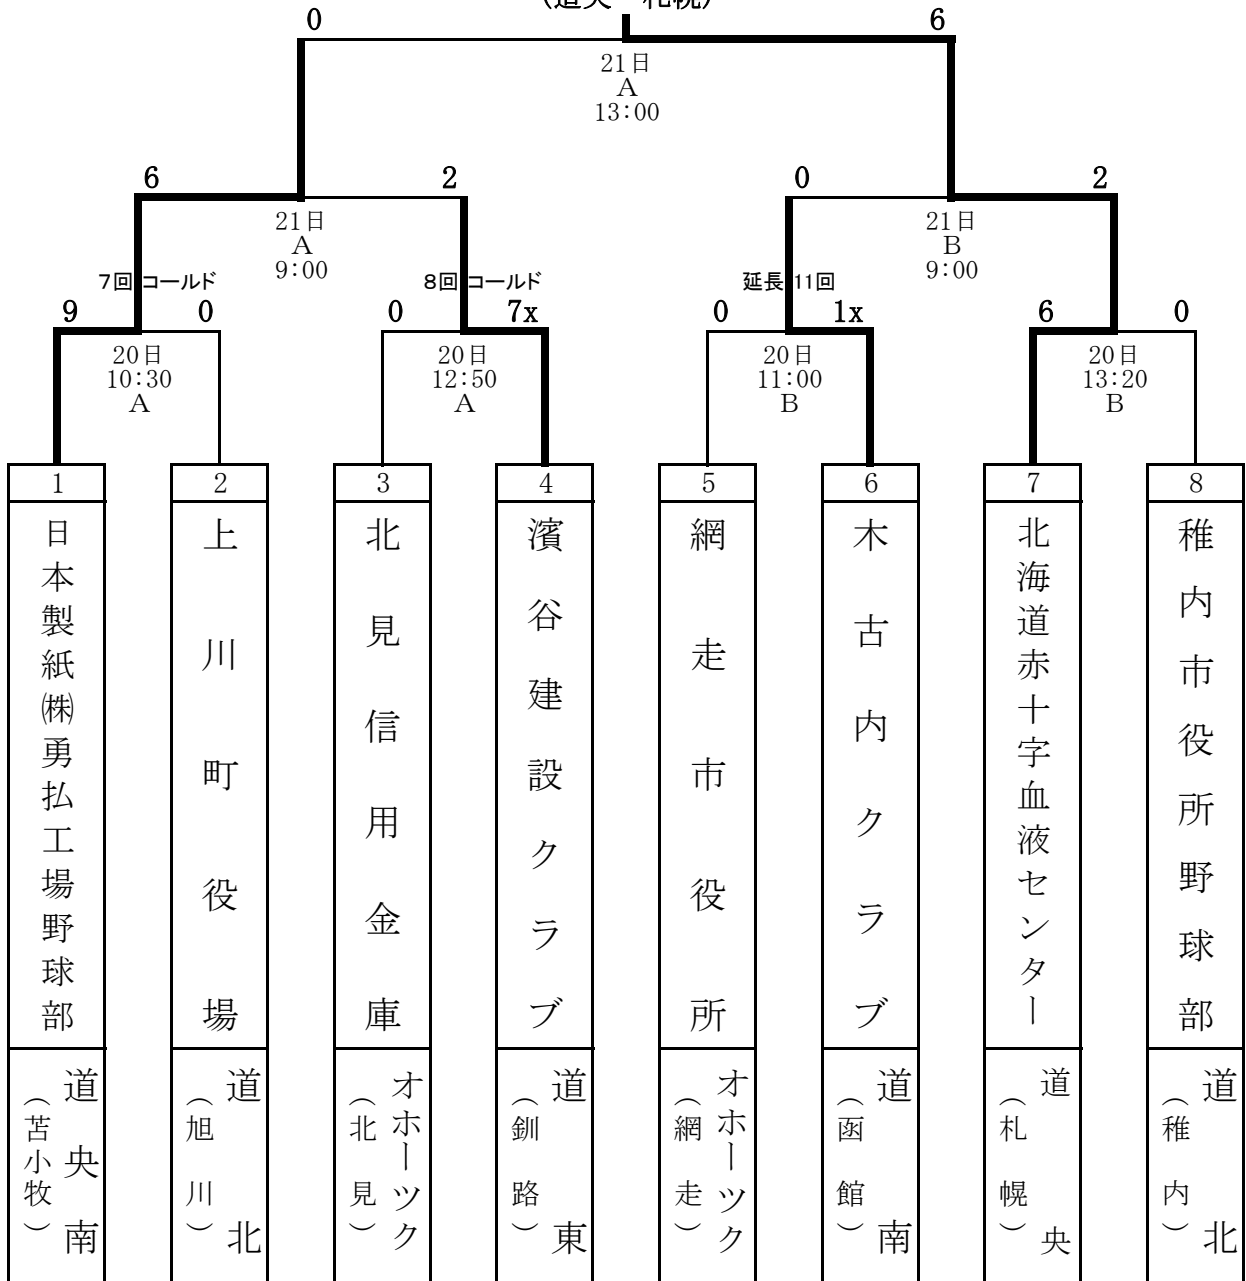 0
6
21日
A
13:00
6
2
0
2
21日
A
9:00
21日
B
9:00
7回 コールド
8回 コールド
延長 11回
9
0
0
7x
0
1x
6
0
20日
10:30
A
20日
12:50
A
20日
11:00
B
20日
13:20
B
1
2
3
4
5
6
7
8
日本製紙㈱勇払工場野球部
上川町役場
北見信用金庫
濱谷建設クラブ
網走市役所
木古内クラブ
北海道赤十字血液センター
稚内市役所野球部
道央南
（苫小牧）
道北
（旭川）
オホーツク
（北見）
道東
（釧路）
オホーツク
（網走）
道南
（函館）
道央
（札幌）
道北
（稚内）